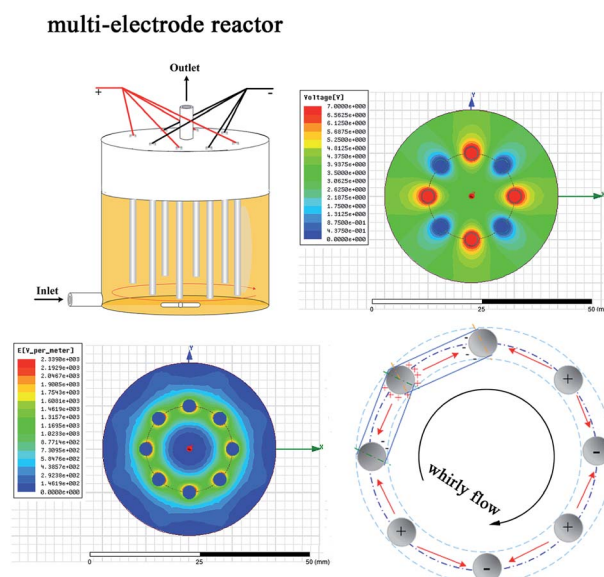 multi-electrode reactor
Outlet
+
-
Inlet
Voltage[V]
7.0000e+000
6.5625e+000
6.1250e+000
5.6875e+000
5.2500e+000
4.8125e+000
4.3750e+000
3.9375e+000
3.5000e+000
3.0625e+000
2.6250e+000
2.1875e+000
1.7500e+000
1.3125e+000
8.7500e-001
4.3750e-001
0.0000e+000
Y
X
0
25
50 (mm)
E[V_per_meter]
2.3390e+003
2.1929e+003
2.0467e+003
1.9005e+003
1.7543e+003
1.6081e+003
1.4619e+003
1.3157e+003
1.1695e+003
1.0233e+003
8.7714e+002
7.3095e+002
5.8476e+002
4.3857e+002
2.9238e+002
1.4619e+002
0.0000e+000
Y
X
0
25
50 (mm)
+
-
+
-
+
whirly flow